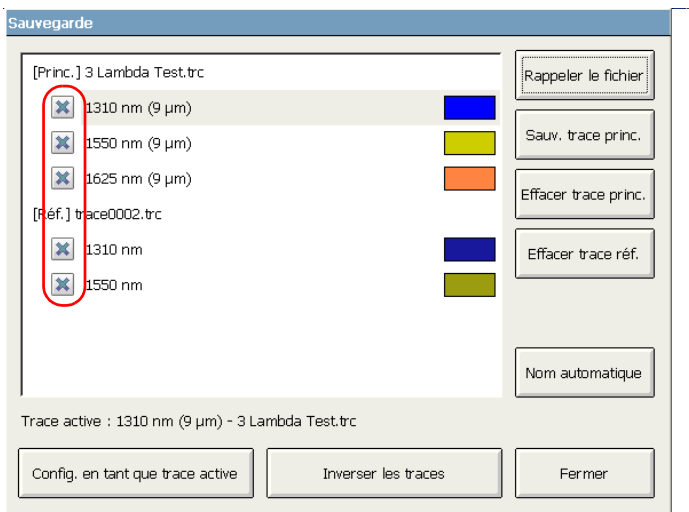 Sauvegarde
[Princ.] 3 Lambda Test.trc
1310 nm (9 µm)
1550 nm (9 µm)
1625 nm (9 µm)
[Réf.] trace0002.trc
1310 nm
1550 nm
Rappeler le fichier
Sauv. trace princ.
Effacer trace princ.
Effacer trace réf.
Nom automatique
Trace active : 1310 nm (9 µm) - 3 Lambda Test.trc
Config. en tant que trace active
Inverser les traces
Fermer